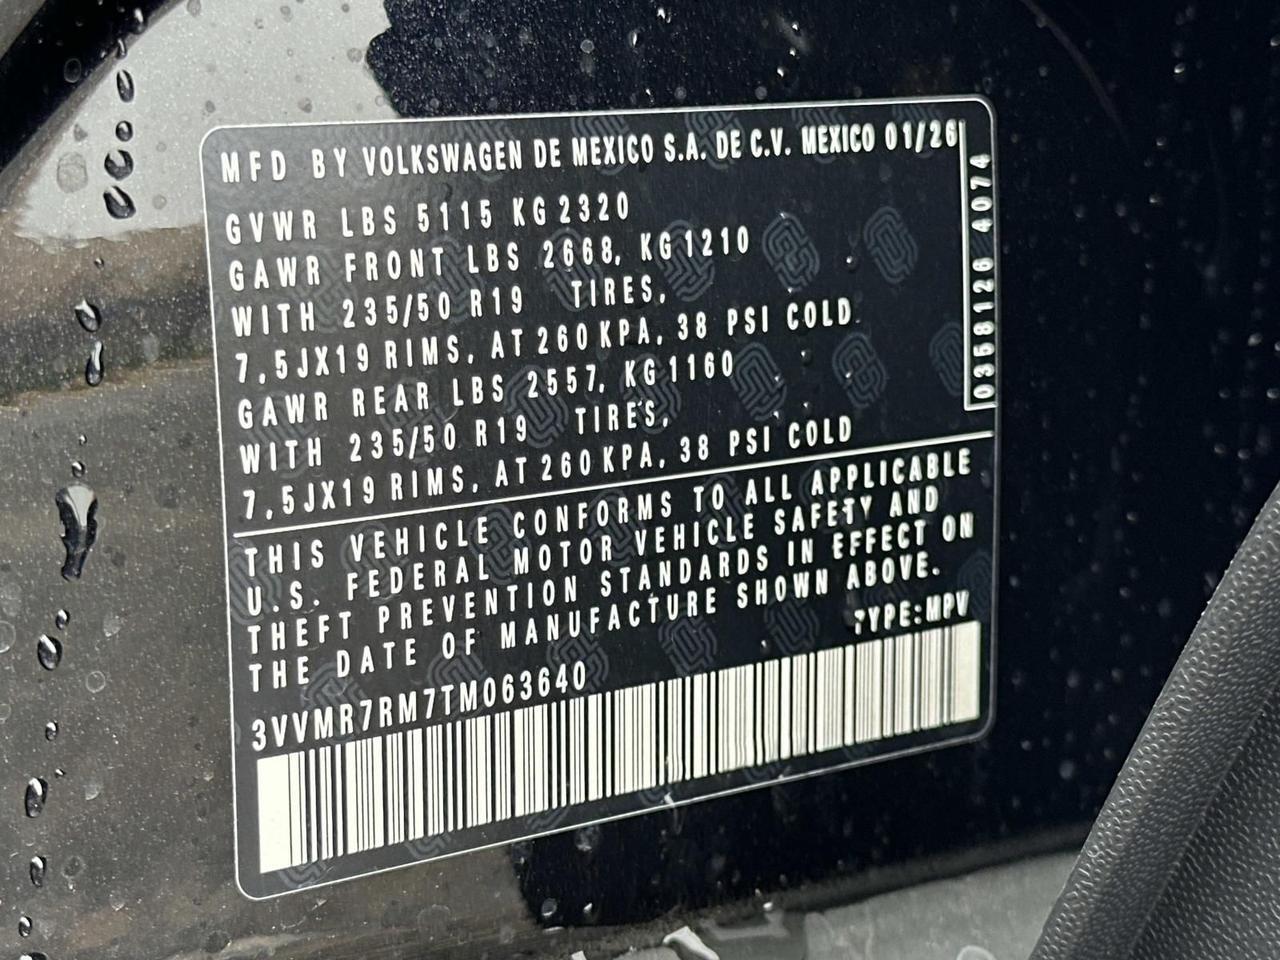 MFD BY VOLKSWAGEN DE MEXICO S.A. DE C.V. MEXICO 01/26
GVWR LBS 5115 KG 2320
GAWR FRONT LBS 2668, KG 1210
WITH 235/50 R19 TIRES,
7,5JX19 RIMS, AT 260 KPA, 38 PSI COLD.
GAWR REAR LBS 2557, KG 1160
WITH 235/50 R19 TIRES,
7,5JX19 RIMS, AT 260 KPA, 38 PSI COLD
0358126 4074
THIS VEHICLE CONFORMS TO ALL APPLICABLE
U.S. FEDERAL MOTOR VEHICLE SAFETY AND
THEFT PREVENTION STANDARDS IN EFFECT ON
THE DATE OF MANUFACTURE SHOWN ABOVE.
TYPE: MPV
3VVMR7RM7TM063640